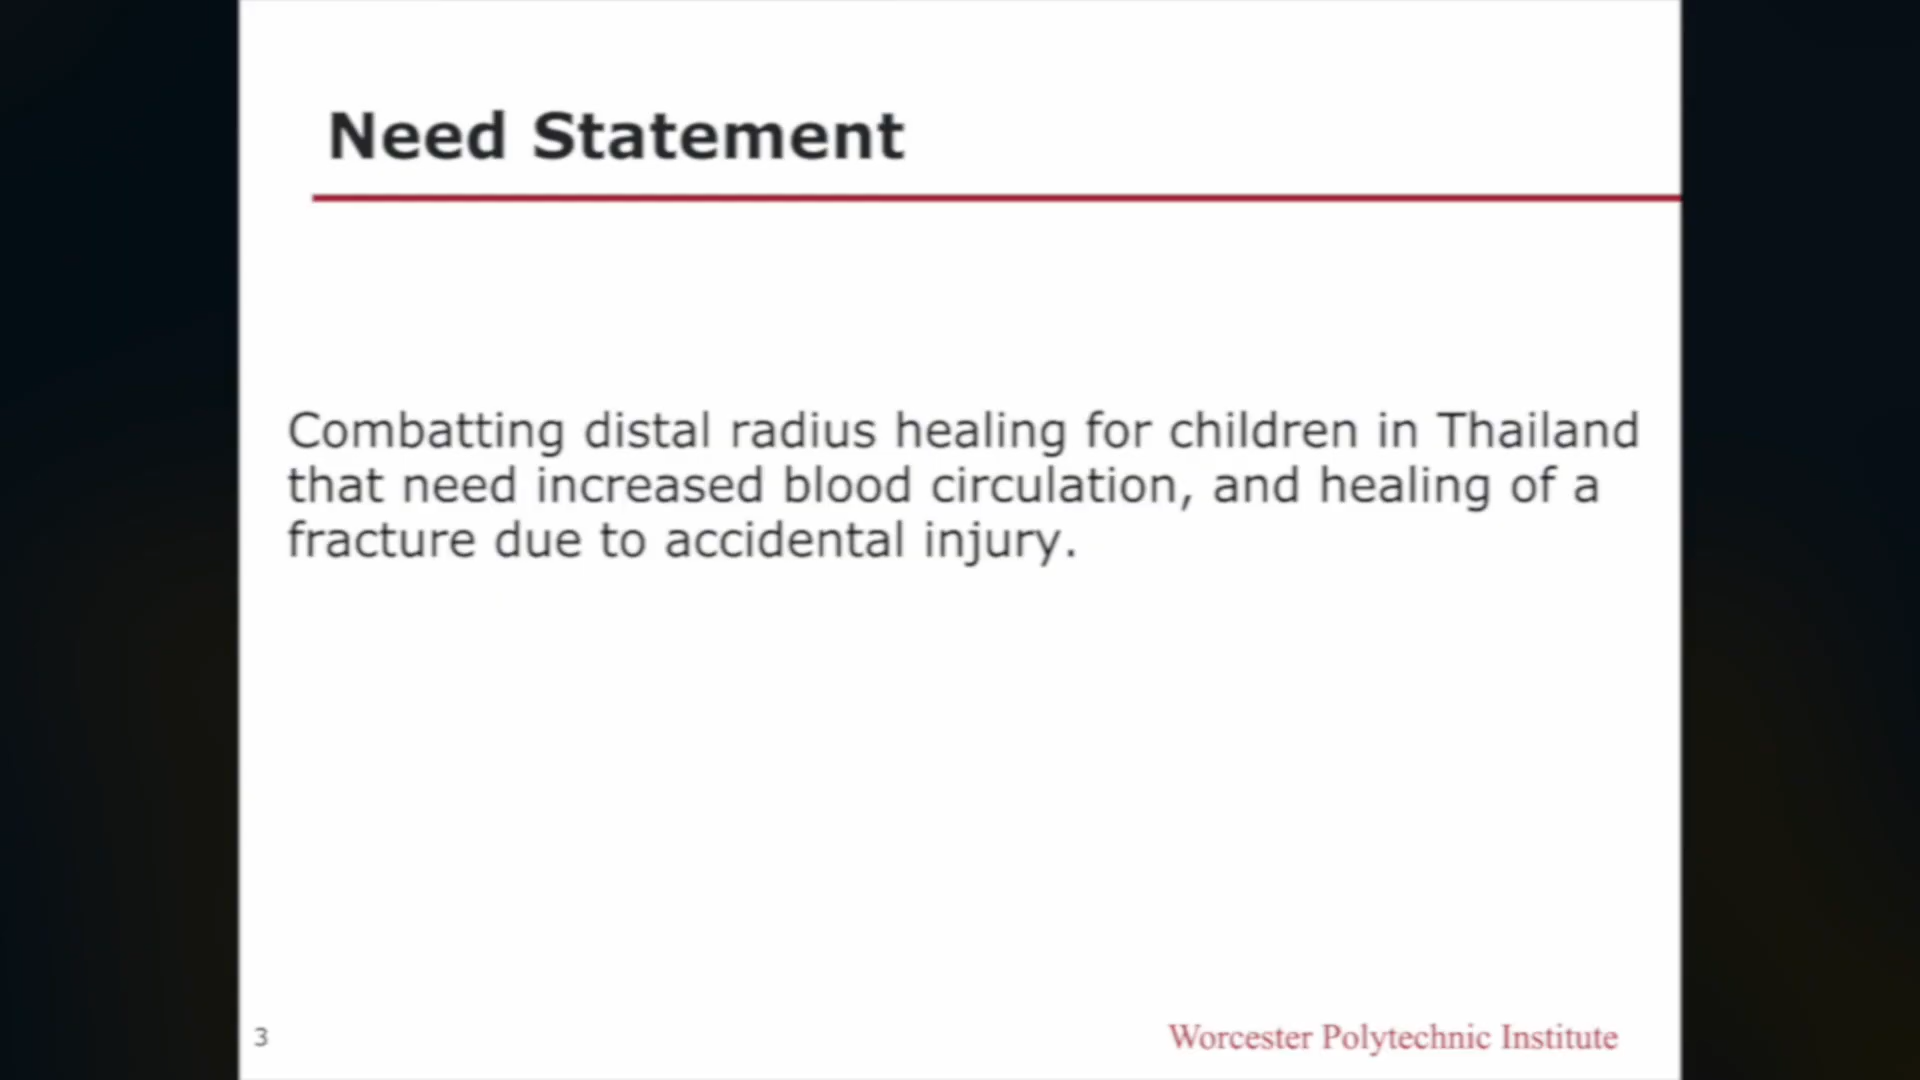 Need Statement
Combatting distal radius healing for children in Thailand
that need increased blood circulation, and healing of a
fracture due to accidental injury.
3
Worcester Polytechnic Institute